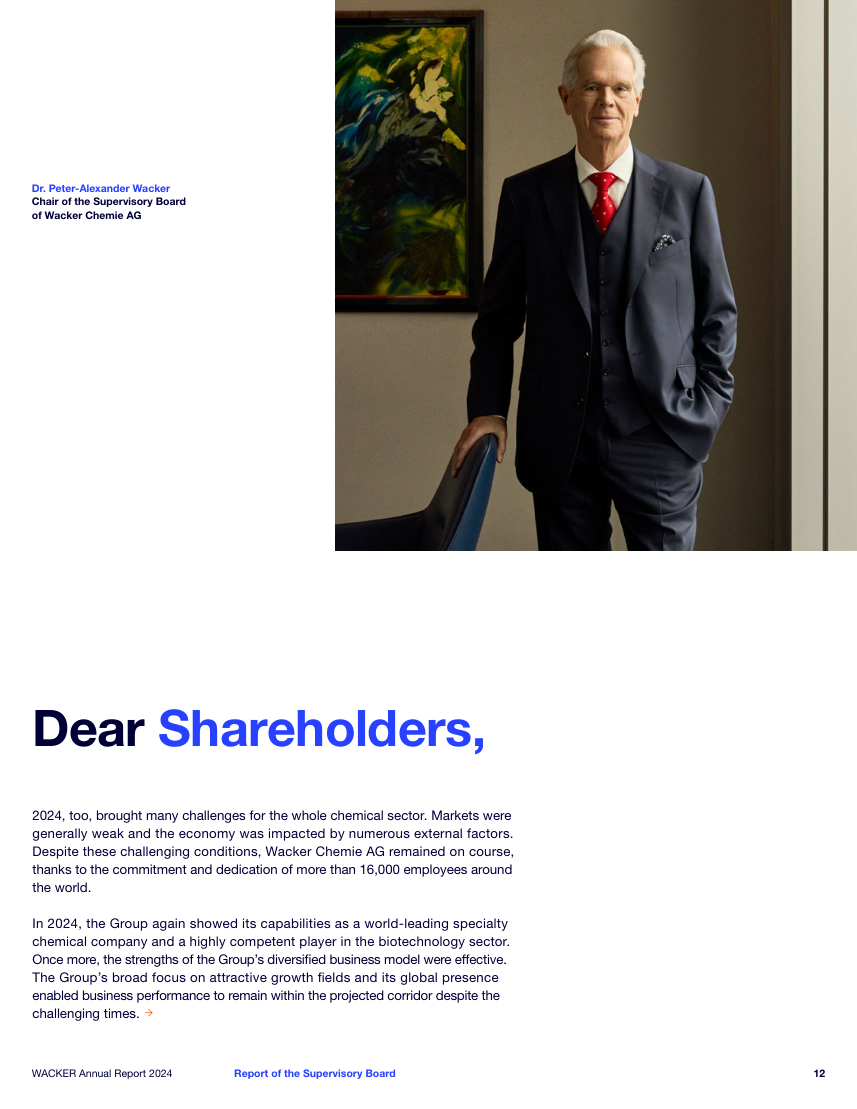 Dr. Peter-Alexander Wacker
Chair of the Supervisory Board
of Wacker Chemie AG
Dear Shareholders,
2024, too, brought many challenges for the whole chemical sector. Markets were
generally weak and the economy was impacted by numerous external factors.
Despite these challenging conditions, Wacker Chemie AG remained on course,
thanks to the commitment and dedication of more than 16,000 employees around
the world.
In 2024, the Group again showed its capabilities as a world-leading specialty
chemical company and a highly competent player in the biotechnology sector.
Once more, the strengths of the Group’s diversified business model were effective.
The Group’s broad focus on attractive growth fields and its global presence
enabled business performance to remain within the projected corridor despite the
challenging times. →
WACKER Annual Report 2024 Report of the Supervisory Board 12